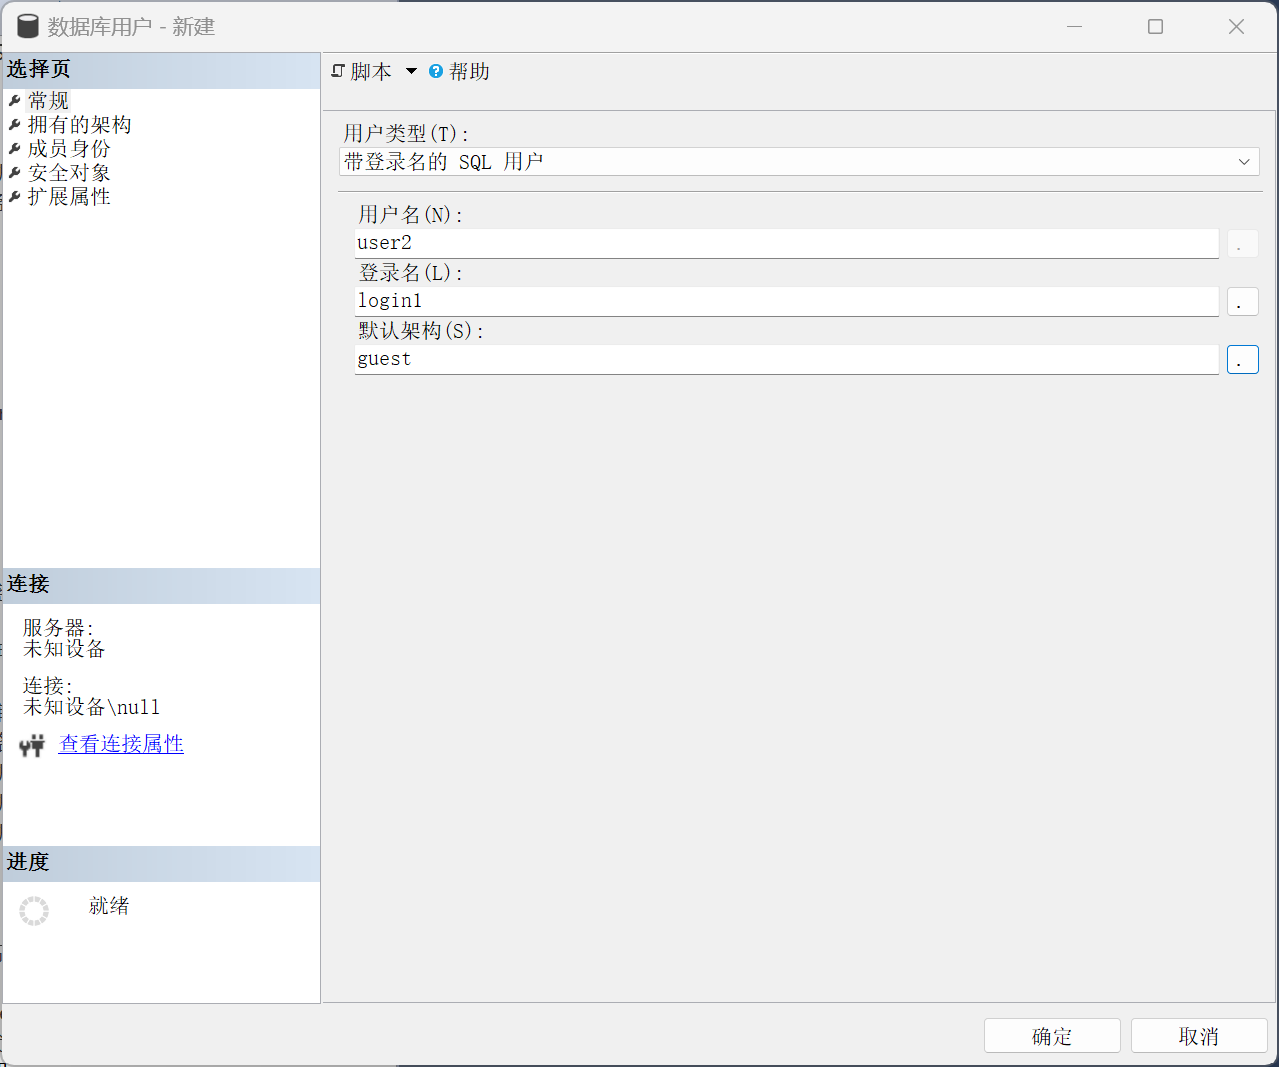 数据库用户 - 新建
选择页
常规
拥有的架构
成员身份
安全对象
扩展属性
脚本
帮助
用户类型(T):
带登录名的 SQL 用户
用户名(N):
user2
.
登录名(L):
login1
.
默认架构(S):
guest
.
连接
服务器:
未知设备
连接:
未知设备\null
查看连接属性
进度
就绪
确定
取消